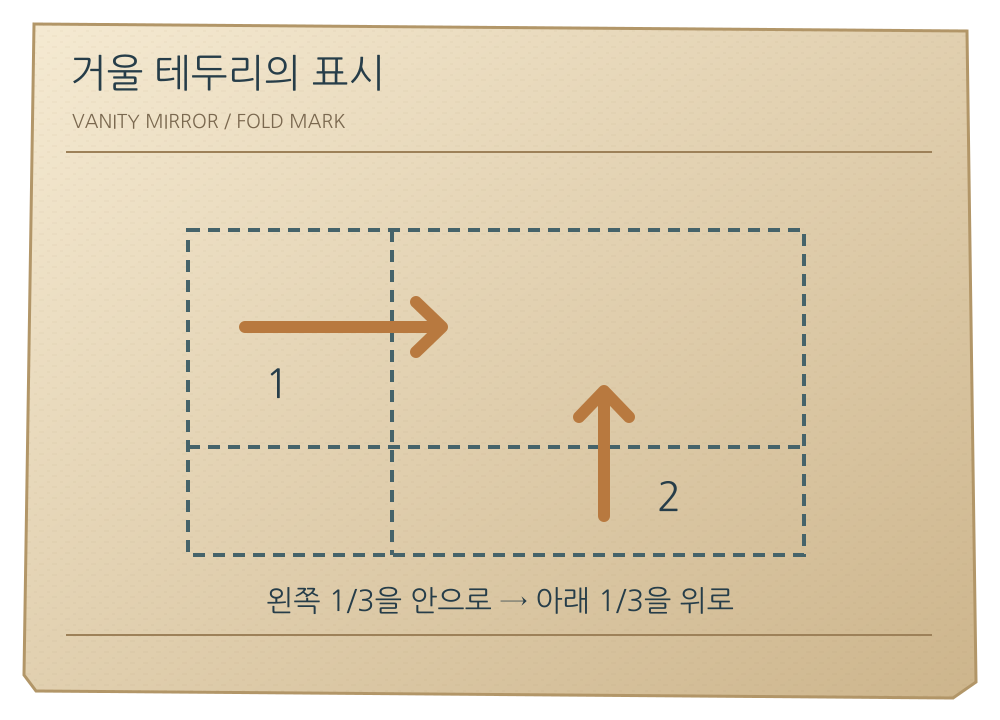 거울 테두리의 표시
VANITY MIRROR / FOLD MARK
1
2
왼쪽 1/3을 안으로 → 아래 1/3을 위로